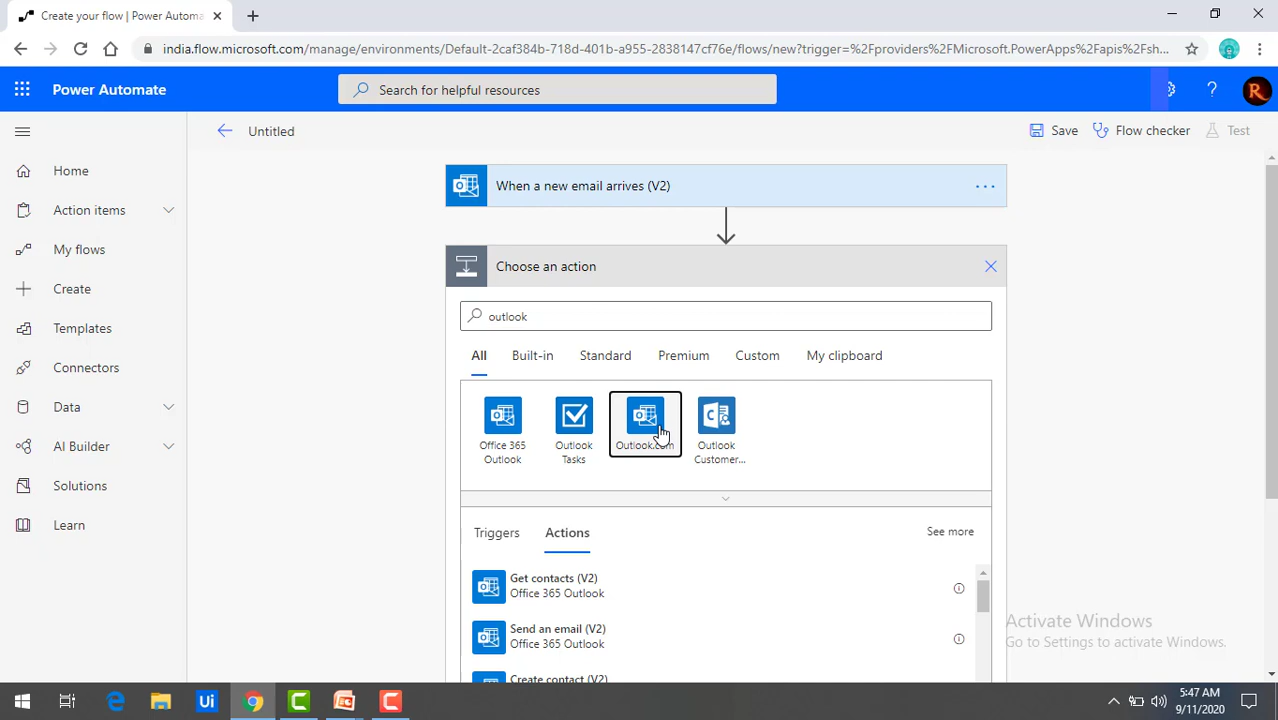 Create your flow | Power Automa
india.flow.microsoft.com/manage/environments/Default-2caf384b-718d-401b-a955-2838147cf76e/flows/new?trigger=%2Fproviders%2FMicrosoft.PowerApps%2Fapis%2Fsh...
Power Automate
Search for helpful resources
?
R
Untitled
Save
Flow checker
Test
Home
Action items
My flows
Create
Templates
Connectors
Data
AI Builder
Solutions
Learn
When a new email arrives (V2)
...
Choose an action
outlook
All
Built-in
Standard
Premium
Custom
My clipboard
Office 365
Outlook
Outlook
Tasks
Outlook.com
Outlook
Customer...
Triggers
Actions
See more
Get contacts (V2)
Office 365 Outlook
Send an email (V2)
Office 365 Outlook
Create contact (V2)
Activate Windows
Go to Settings to activate Windows.
Ui
5:47 AM
9/11/2020